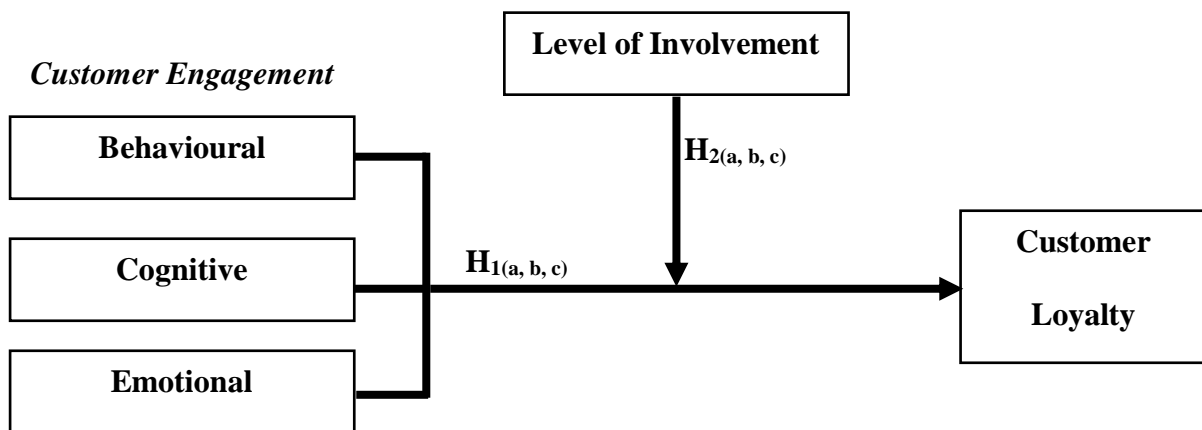 Level of Involvement
Customer Engagement
Behavioural
H2(a, b, c)
Cognitive
H1(a, b, c)
Customer
Loyalty
Emotional